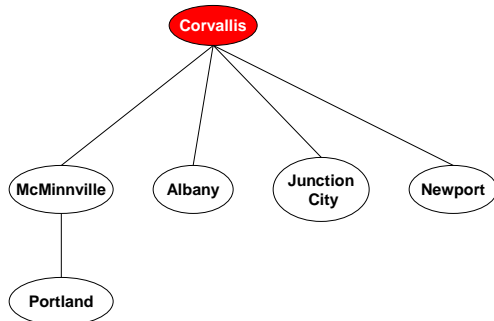 Corvallis
McMinnville
Albany
Junction
City
Newport
Portland